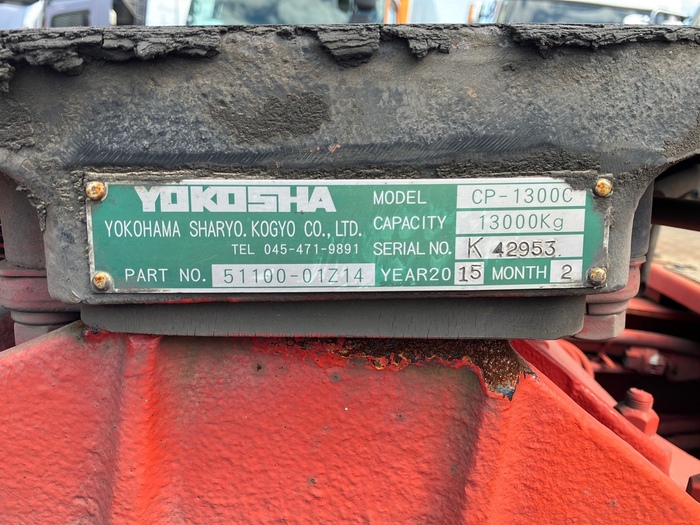 YOKOSHA
YOKOHAMA SHARYO.KOGYO CO.,LTD.
TEL 045-471-9891
MODEL CP-1300C
CAPACITY 13000Kg
SERIAL NO. K 42953
PART NO. 51100-01Z14 YEAR20 15 MONTH 2